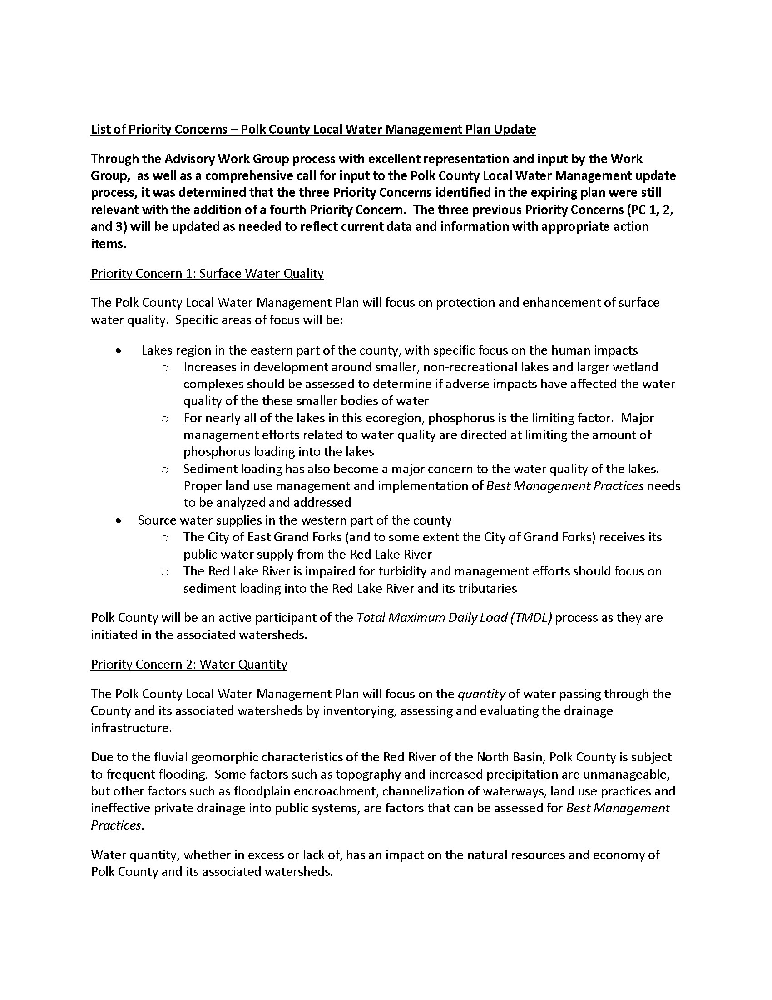 List of Priority Concerns – Polk County Local Water Management Plan Update
Through the Advisory Work Group process with excellent representation and input by the Work
Group,  as well as a comprehensive call for input to the Polk County Local Water Management update
process, it was determined that the three Priority Concerns identified in the expiring plan were still
relevant with the addition of a fourth Priority Concern.  The three previous Priority Concerns (PC 1, 2,
and 3) will be updated as needed to reflect current data and information with appropriate action
items.
Priority Concern 1: Surface Water Quality
The Polk County Local Water Management Plan will focus on protection and enhancement of surface
water quality.  Specific areas of focus will be:
• Lakes region in the eastern part of the county, with specific focus on the human impacts
o Increases in development around smaller, non-recreational lakes and larger wetland
complexes should be assessed to determine if adverse impacts have affected the water
quality of the these smaller bodies of water
o For nearly all of the lakes in this ecoregion, phosphorus is the limiting factor.  Major
management efforts related to water quality are directed at limiting the amount of
phosphorus loading into the lakes
o Sediment loading has also become a major concern to the water quality of the lakes.
Proper land use management and implementation of Best Management Practices needs
to be analyzed and addressed
• Source water supplies in the western part of the county
o The City of East Grand Forks (and to some extent the City of Grand Forks) receives its
public water supply from the Red Lake River
o The Red Lake River is impaired for turbidity and management efforts should focus on
sediment loading into the Red Lake River and its tributaries
Polk County will be an active participant of the Total Maximum Daily Load (TMDL) process as they are
initiated in the associated watersheds.
Priority Concern 2: Water Quantity
The Polk County Local Water Management Plan will focus on the quantity of water passing through the
County and its associated watersheds by inventorying, assessing and evaluating the drainage
infrastructure.
Due to the fluvial geomorphic characteristics of the Red River of the North Basin, Polk County is subject
to frequent flooding.  Some factors such as topography and increased precipitation are unmanageable,
but other factors such as floodplain encroachment, channelization of waterways, land use practices and
ineffective private drainage into public systems, are factors that can be assessed for Best Management
Practices.
Water quantity, whether in excess or lack of, has an impact on the natural resources and economy of
Polk County and its associated watersheds.